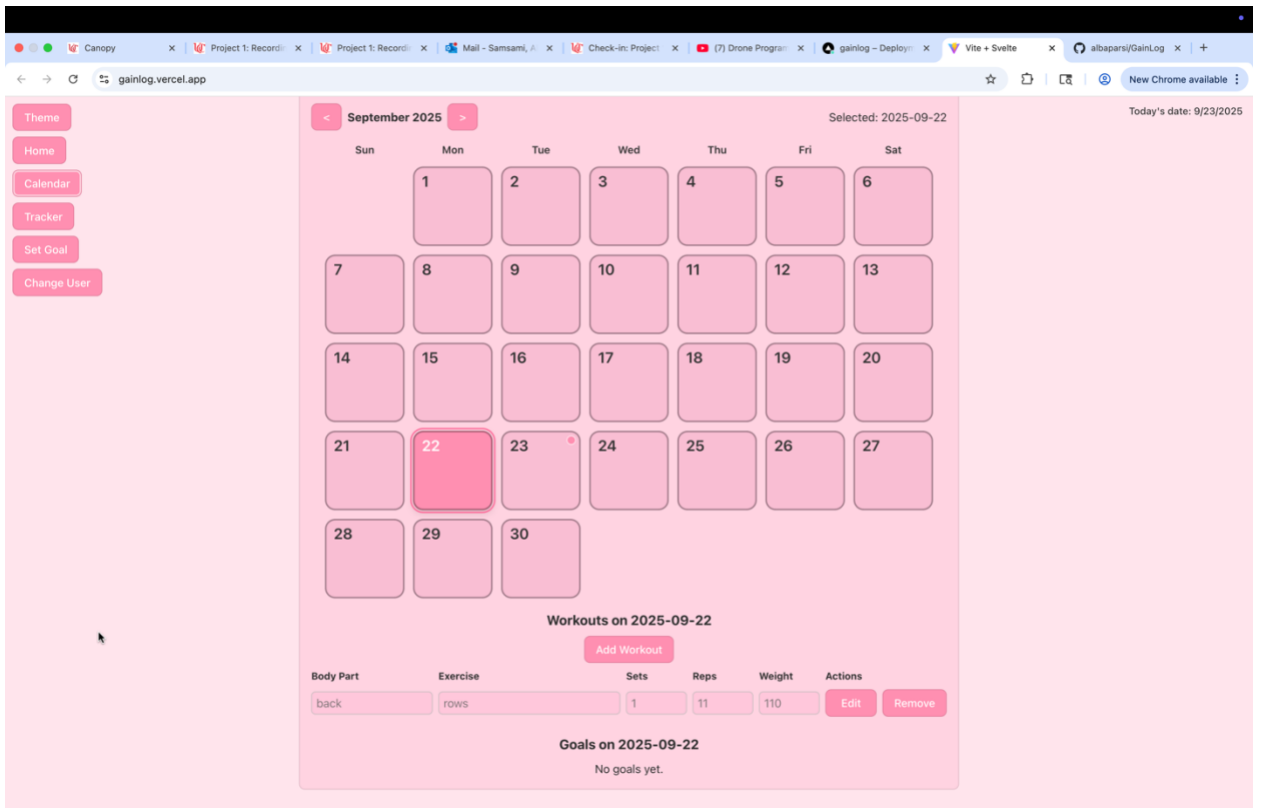 Canopy
Project 1: Recordi
Project 1: Recordi
Mail - Samsami, A
Check-in: Project
(7) Drone Program
gainlog – Deploym
Vite + Svelte
albaparsi/GainLog
gainlog.vercel.app
New Chrome available
Theme
Home
Calendar
Tracker
Set Goal
Change User
< September 2025 >
Selected: 2025-09-22
Today's date: 9/23/2025
Sun Mon Tue Wed Thu Fri Sat
1 2 3 4 5 6
7 8 9 10 11 12 13
14 15 16 17 18 19 20
21 22 23 24 25 26 27
28 29 30
Workouts on 2025-09-22
Add Workout
Body Part Exercise Sets Reps Weight Actions
back rows 1 11 110 Edit Remove
Goals on 2025-09-22
No goals yet.